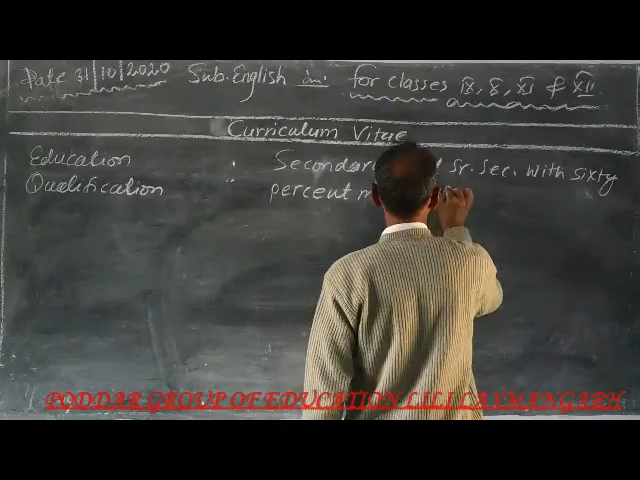 Date 31/10/2020 Sub. English for classes IX, X, XI & XII
Curriculum Vitae
Education : Secondar Sr. Sec. with sixty
Qualification percent m
PODDAR GROUP OF EDUCATION LILI LAXMANGARH